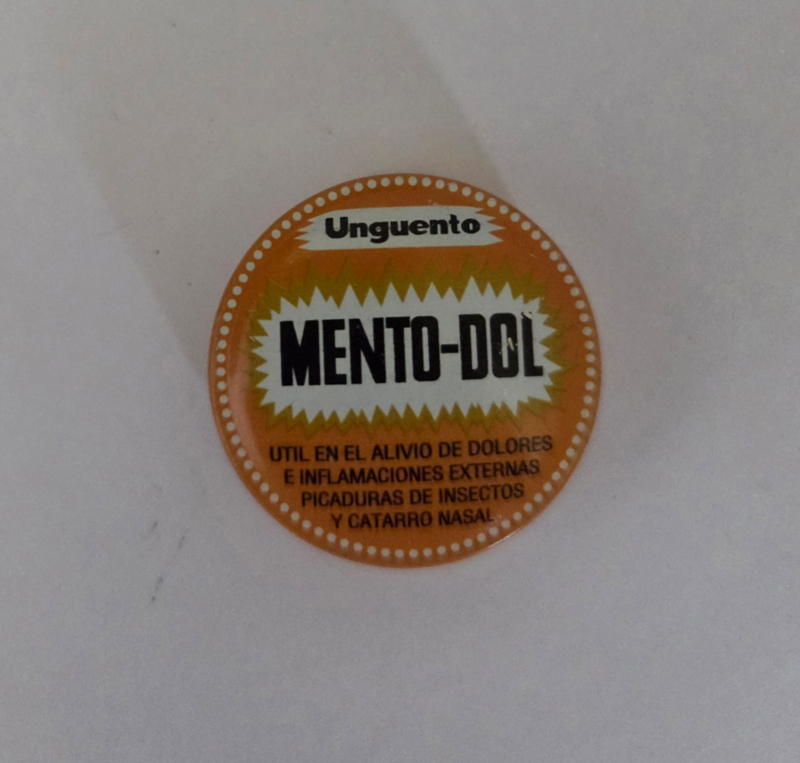 Unguento
MENTO-DOL
UTIL EN EL ALIVIO DE DOLORES
E INFLAMACIONES EXTERNAS
PICADURAS DE INSECTOS
Y CATARRO NASAL